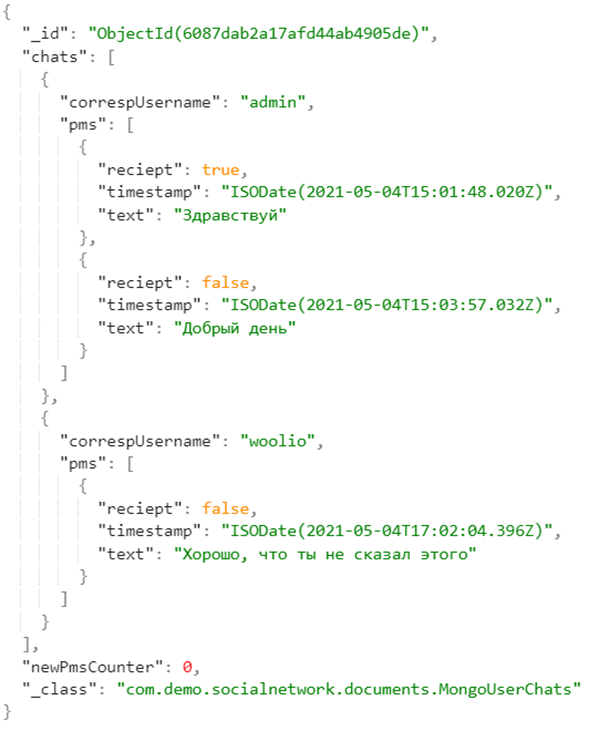 {
"_id": "ObjectId(6087dab2a17afd44ab4905de)",
"chats": [
{
"correspUsername": "admin",
"pms": [
{
"reciept": true,
"timestamp": "ISODate(2021-05-04T15:01:48.020Z)",
"text": "Здравствуй"
},
{
"reciept": false,
"timestamp": "ISODate(2021-05-04T15:03:57.032Z)",
"text": "Добрый день"
}
]
},
{
"correspUsername": "woolio",
"pms": [
{
"reciept": false,
"timestamp": "ISODate(2021-05-04T17:02:04.396Z)",
"text": "Хорошо, что ты не сказал этого"
}
]
}
],
"newPmsCounter": 0,
"_class": "com.demo.socialnetwork.documents.MongoUserChats"
}